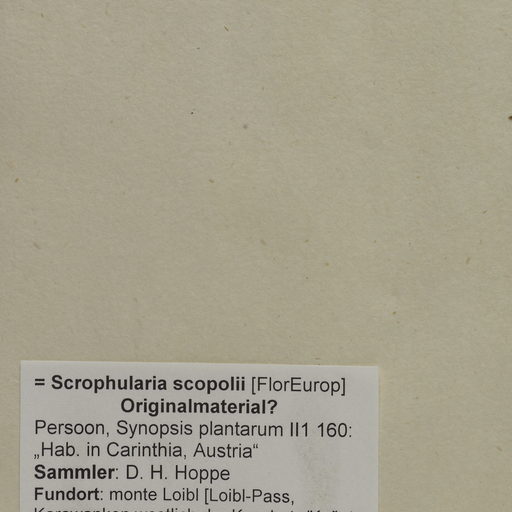 = Scrophularia scopolii [FlorEurop]
Originalmaterial?
Persoon, Synopsis plantarum II1 160:
„Hab. in Carinthia, Austria“
Sammler: D. H. Hoppe
Fundort: monte Loibl [Loibl-Pass,